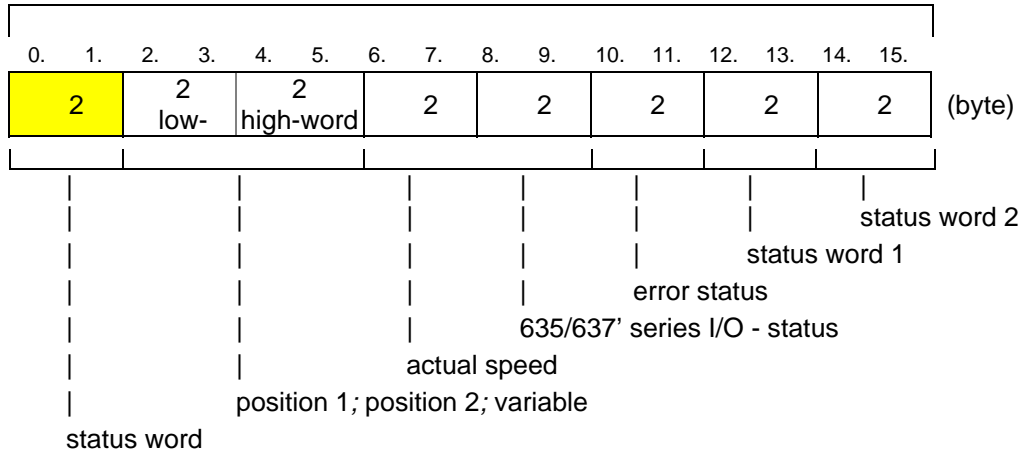 0. 1. 2. 3. 4. 5. 6. 7. 8. 9. 10. 11. 12. 13. 14. 15.
2 2 2 2 2 2 2 2 (byte)
low- high-word
status word 2
status word 1
error status
635/637’ series I/O - status
actual speed
position 1; position 2; variable
status word